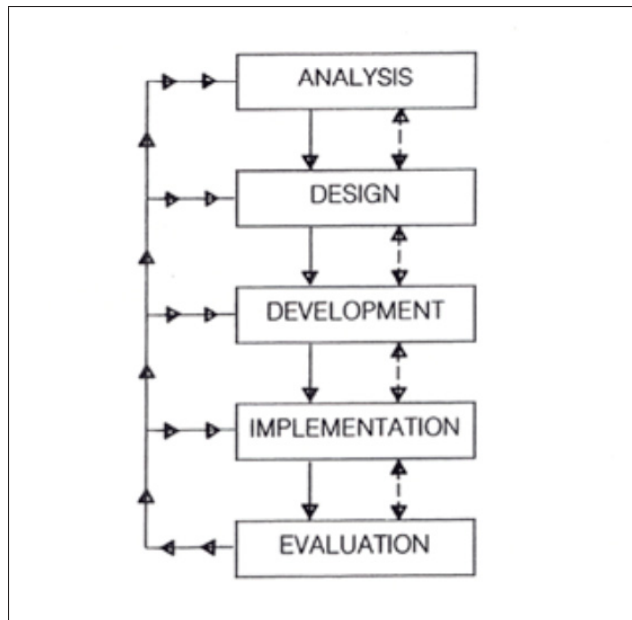 ANALYSIS
DESIGN
DEVELOPMENT
IMPLEMENTATION
EVALUATION